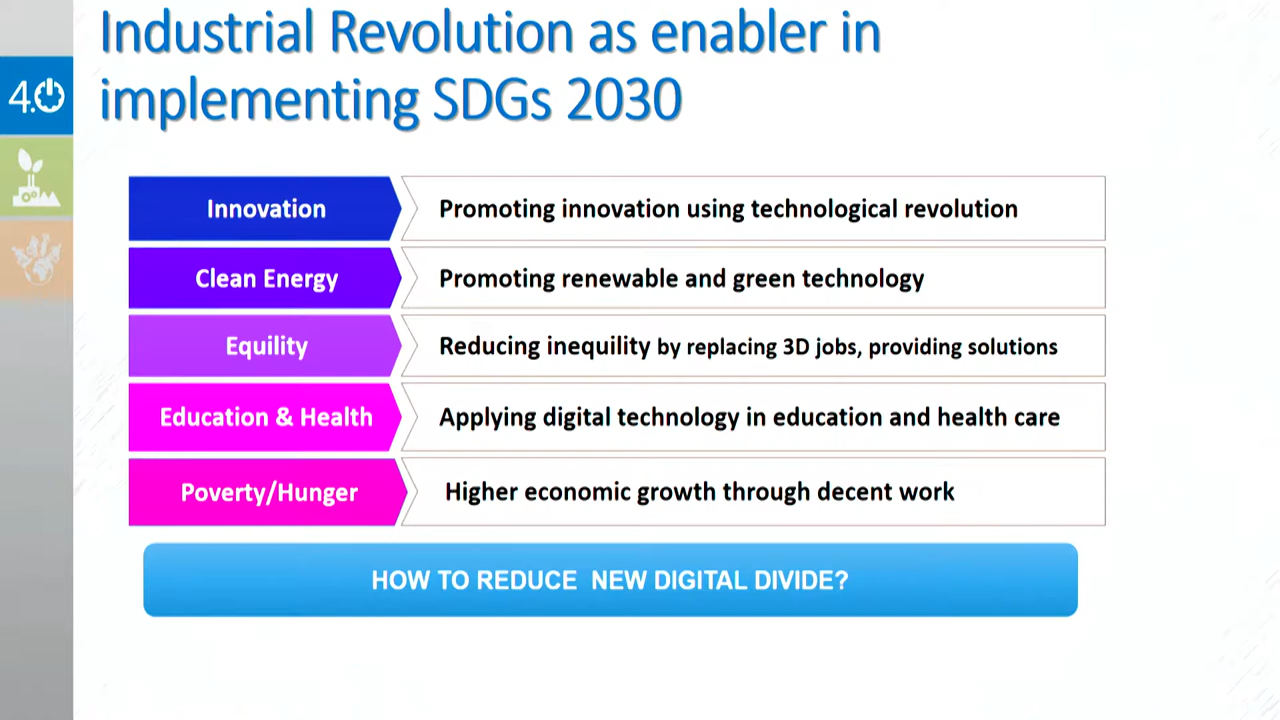 Industrial Revolution as enabler in
implementing SDGs 2030
4.0
Innovation
Promoting innovation using technological revolution
Clean Energy
Promoting renewable and green technology
Equility
Reducing inequility by replacing 3D jobs, providing solutions
Education & Health
Applying digital technology in education and health care
Poverty/Hunger
Higher economic growth through decent work
HOW TO REDUCE NEW DIGITAL DIVIDE?